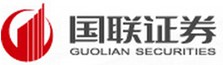 国联证券
GUOLIAN SECURITIES